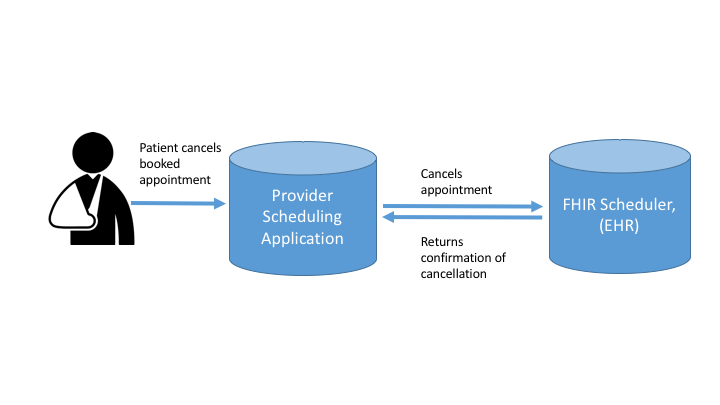 Patient cancels
booked
appointment
Provider
Scheduling
Application
Cancels
appointment
Returns
confirmation of
cancellation
FHIR Scheduler,
(EHR)